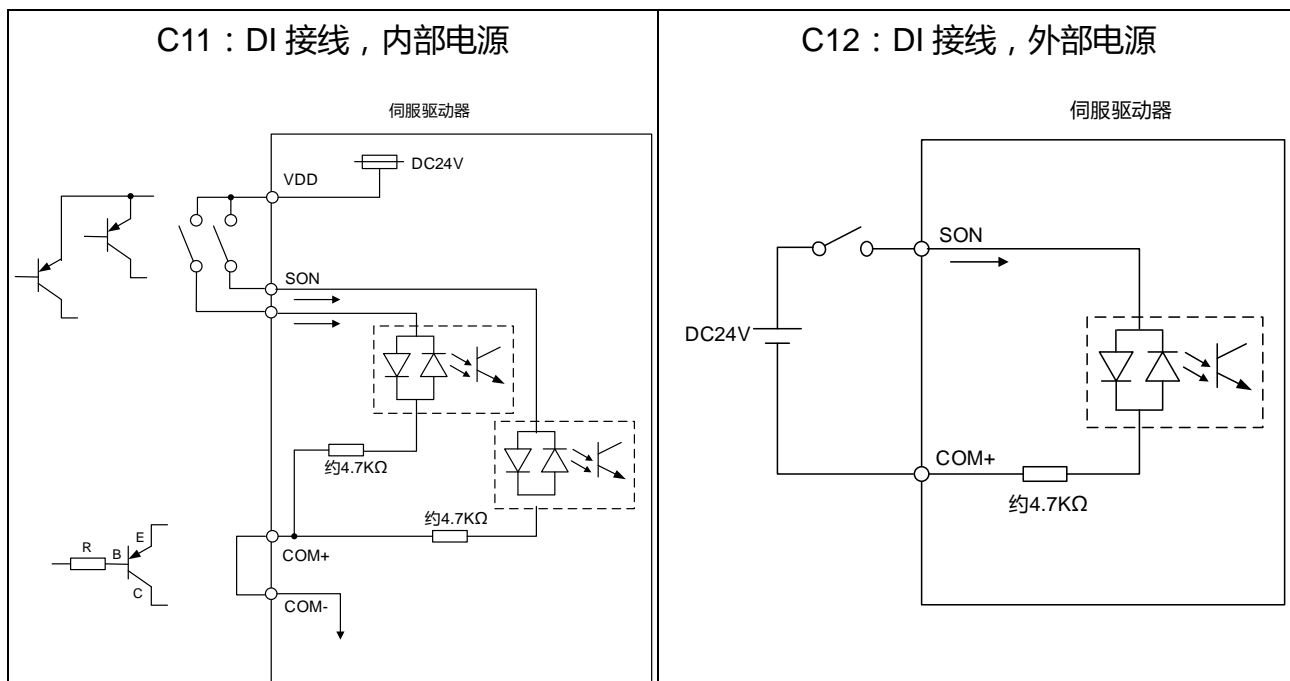 C11：DI 接线，内部电源
伺服驱动器
DC24V
VDD
SON
约4.7KΩ
约4.7KΩ
COM+
COM-
R
B
E
C
C12：DI 接线，外部电源
伺服驱动器
SON
DC24V
COM+
约4.7KΩ